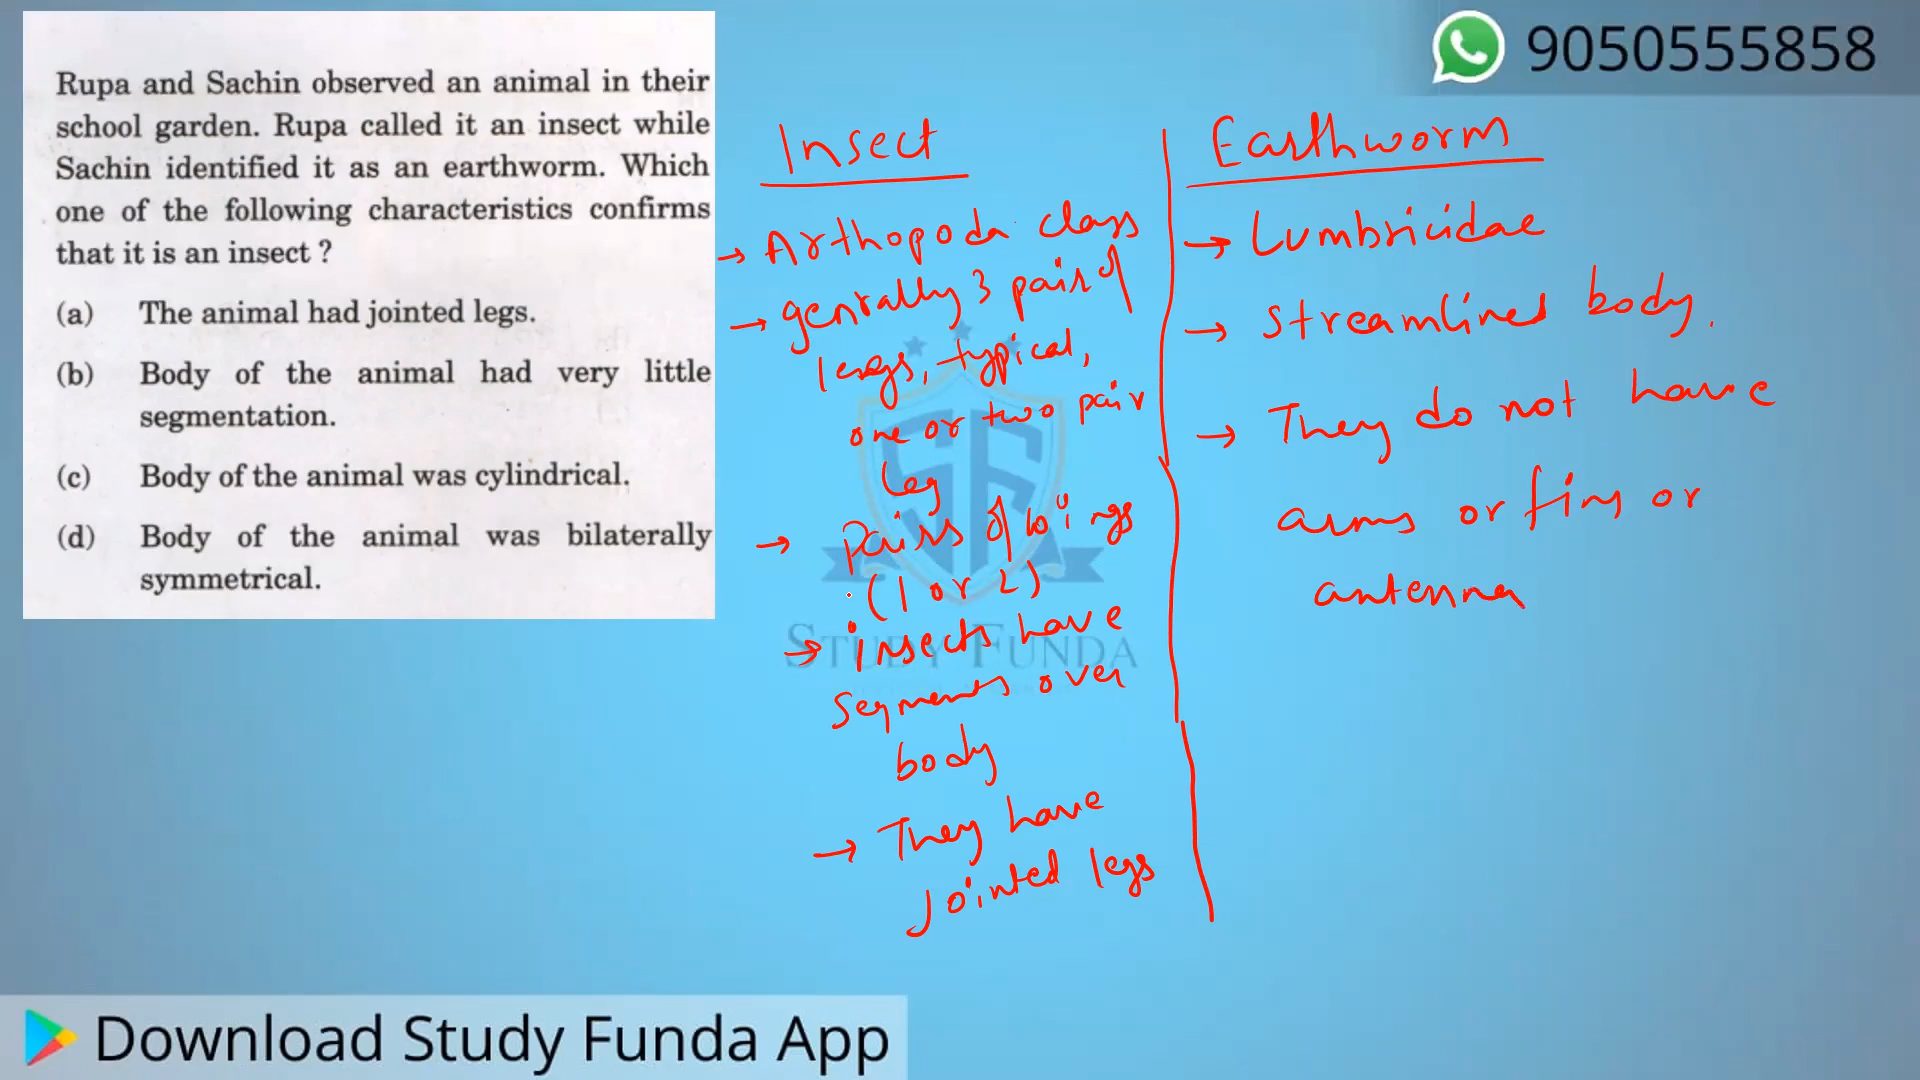 9050555858
Rupa and Sachin observed an animal in their
school garden. Rupa called it an insect while
Sachin identified it as an earthworm. Which
one of the following characteristics confirms
that it is an insect ?
(a) The animal had jointed legs.
(b) Body of the animal had very little
segmentation.
(c) Body of the animal was cylindrical.
(d) Body of the animal was bilaterally
symmetrical.
Insect
→ Arthopoda class
→ genrally 3 pair of
legs, typical,
one or two pair
leg
→ pairs of wings
(1 or 2)
→ insects have
segments over
body
→ They have
Jointed legs
Earthworm
→ Lumbricidae
→ streamlined body.
→ They do not have
arms or fins or
antenna
STUDY FUNDA
Download Study Funda App